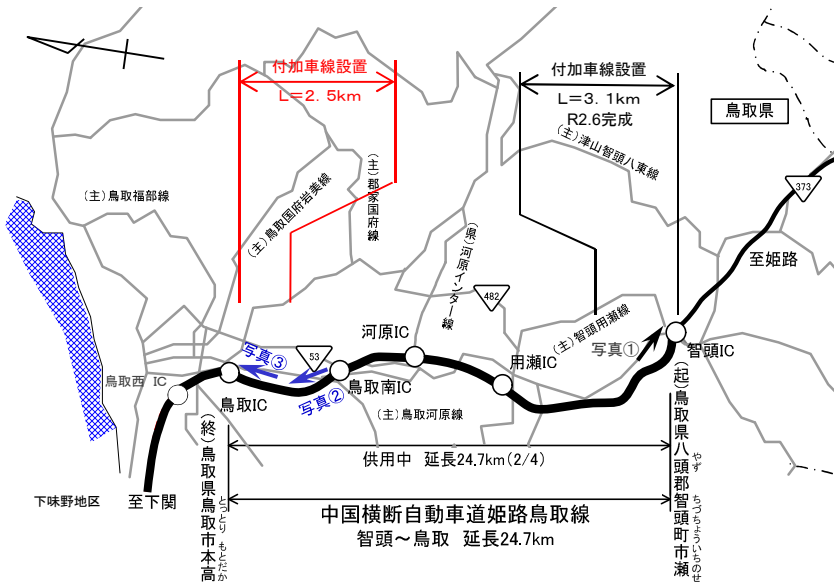 付加車線設置
L＝2．5km
付加車線設置
L＝3．1km
R2.6完成
鳥取県
(主)津山智頭八東線
373
(主)鳥取福部線
(主)鳥取国府岩美線
(主)郡家国府線
(県)河原インター線
至姫路
482
(主)智頭用瀬線
河原IC
写真①
智頭IC
写真③
53
用瀬IC
鳥取西 IC
鳥取IC
写真②
鳥取南IC
(主)鳥取河原線
供用中 延長24.7km(2/4)
下味野地区
至下関
(終)鳥取県鳥取市本高
とっとり もとだか
(起)鳥取県八頭郡智頭町市瀬
やず ちづちょういちのせ
中国横断自動車道姫路鳥取線
智頭～鳥取 延長24.7km